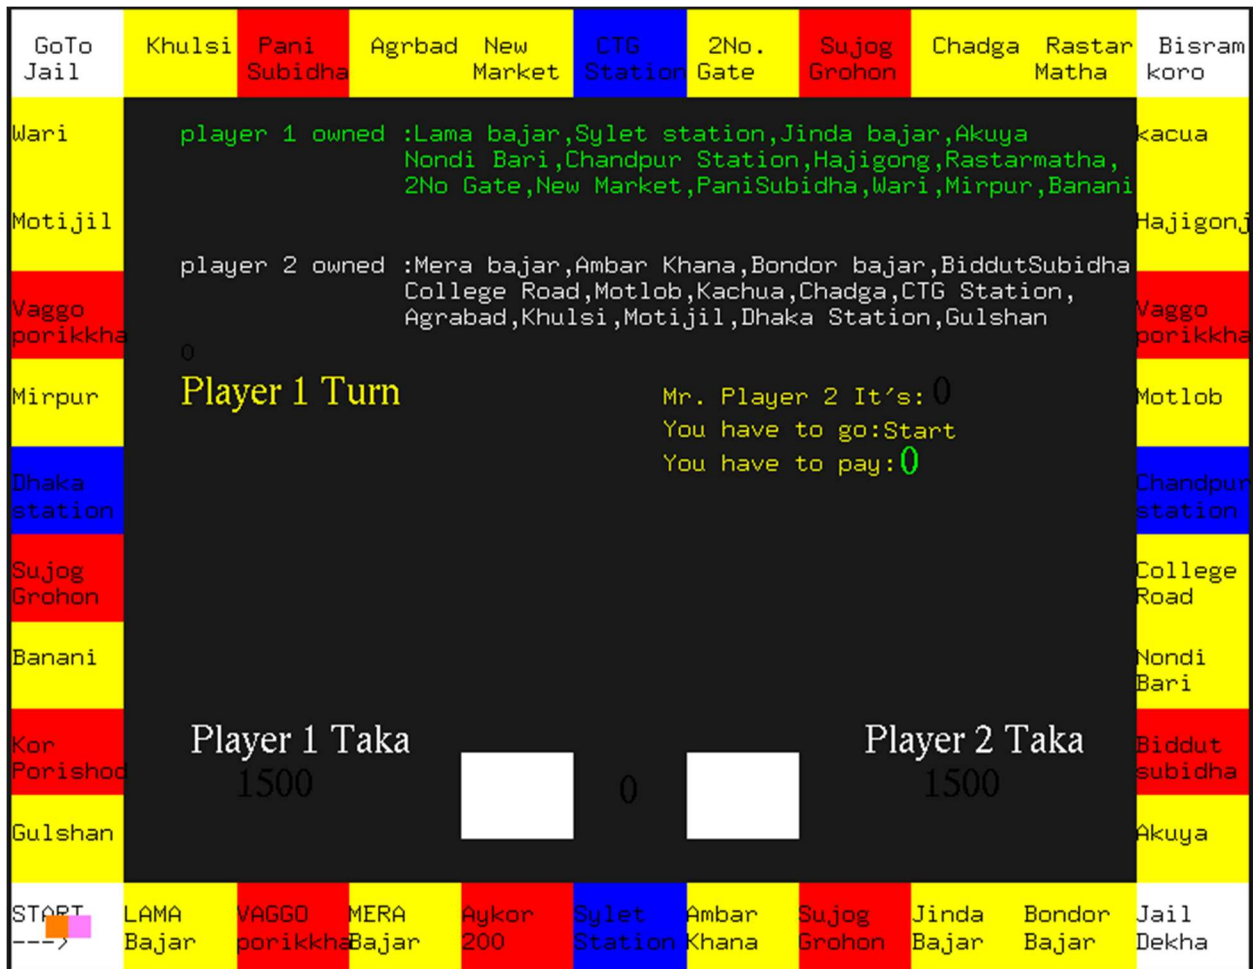 GoTo
Jail
Khulsi
Pani
Subidha
Agrbad
New
Market
CTG
Station
2No.
Gate
Sujog
Grohon
Chadga
Rastar
Matha
Bisram
koro
Wari
Motijil
Vaggo
porikkha
Mirpur
Dhaka
station
Sujog
Grohon
Banani
Kor
Porishod
Gulshan
player 1 owned :Lama bajar,Sylet station,Jinda bajar,Akuya
Nondi Bari,Chandpur Station,Hajigong,Rastarmatha,
2No Gate,New Market,PaniSubidha,Wari,Mirpur,Banani
player 2 owned :Mera bajar,Ambar Khana,Bondor bajar,BiddutSubidha
College Road,Motlob,Kachua,Chadga,CTG Station,
Agrabad,Khulsi,Motijil,Dhaka Station,Gulshan
0
Player 1 Turn
Mr. Player 2 It's:0
You have to go:Start
You have to pay:0
Player 1 Taka
1500
0
Player 2 Taka
1500
kacua
Hajigonj
Vaggo
porikkha
Motlob
Chandpur
station
College
Road
Nondi
Bari
Biddut
subidha
Akuya
START
--->
LAMA
Bajar
VAGGO
porikkha
MERA
Bajar
Aykor
200
Sylet
Station
Ambar
Khana
Sujog
Grohon
Jinda
Bajar
Bondor
Bajar
Jail
Dekha